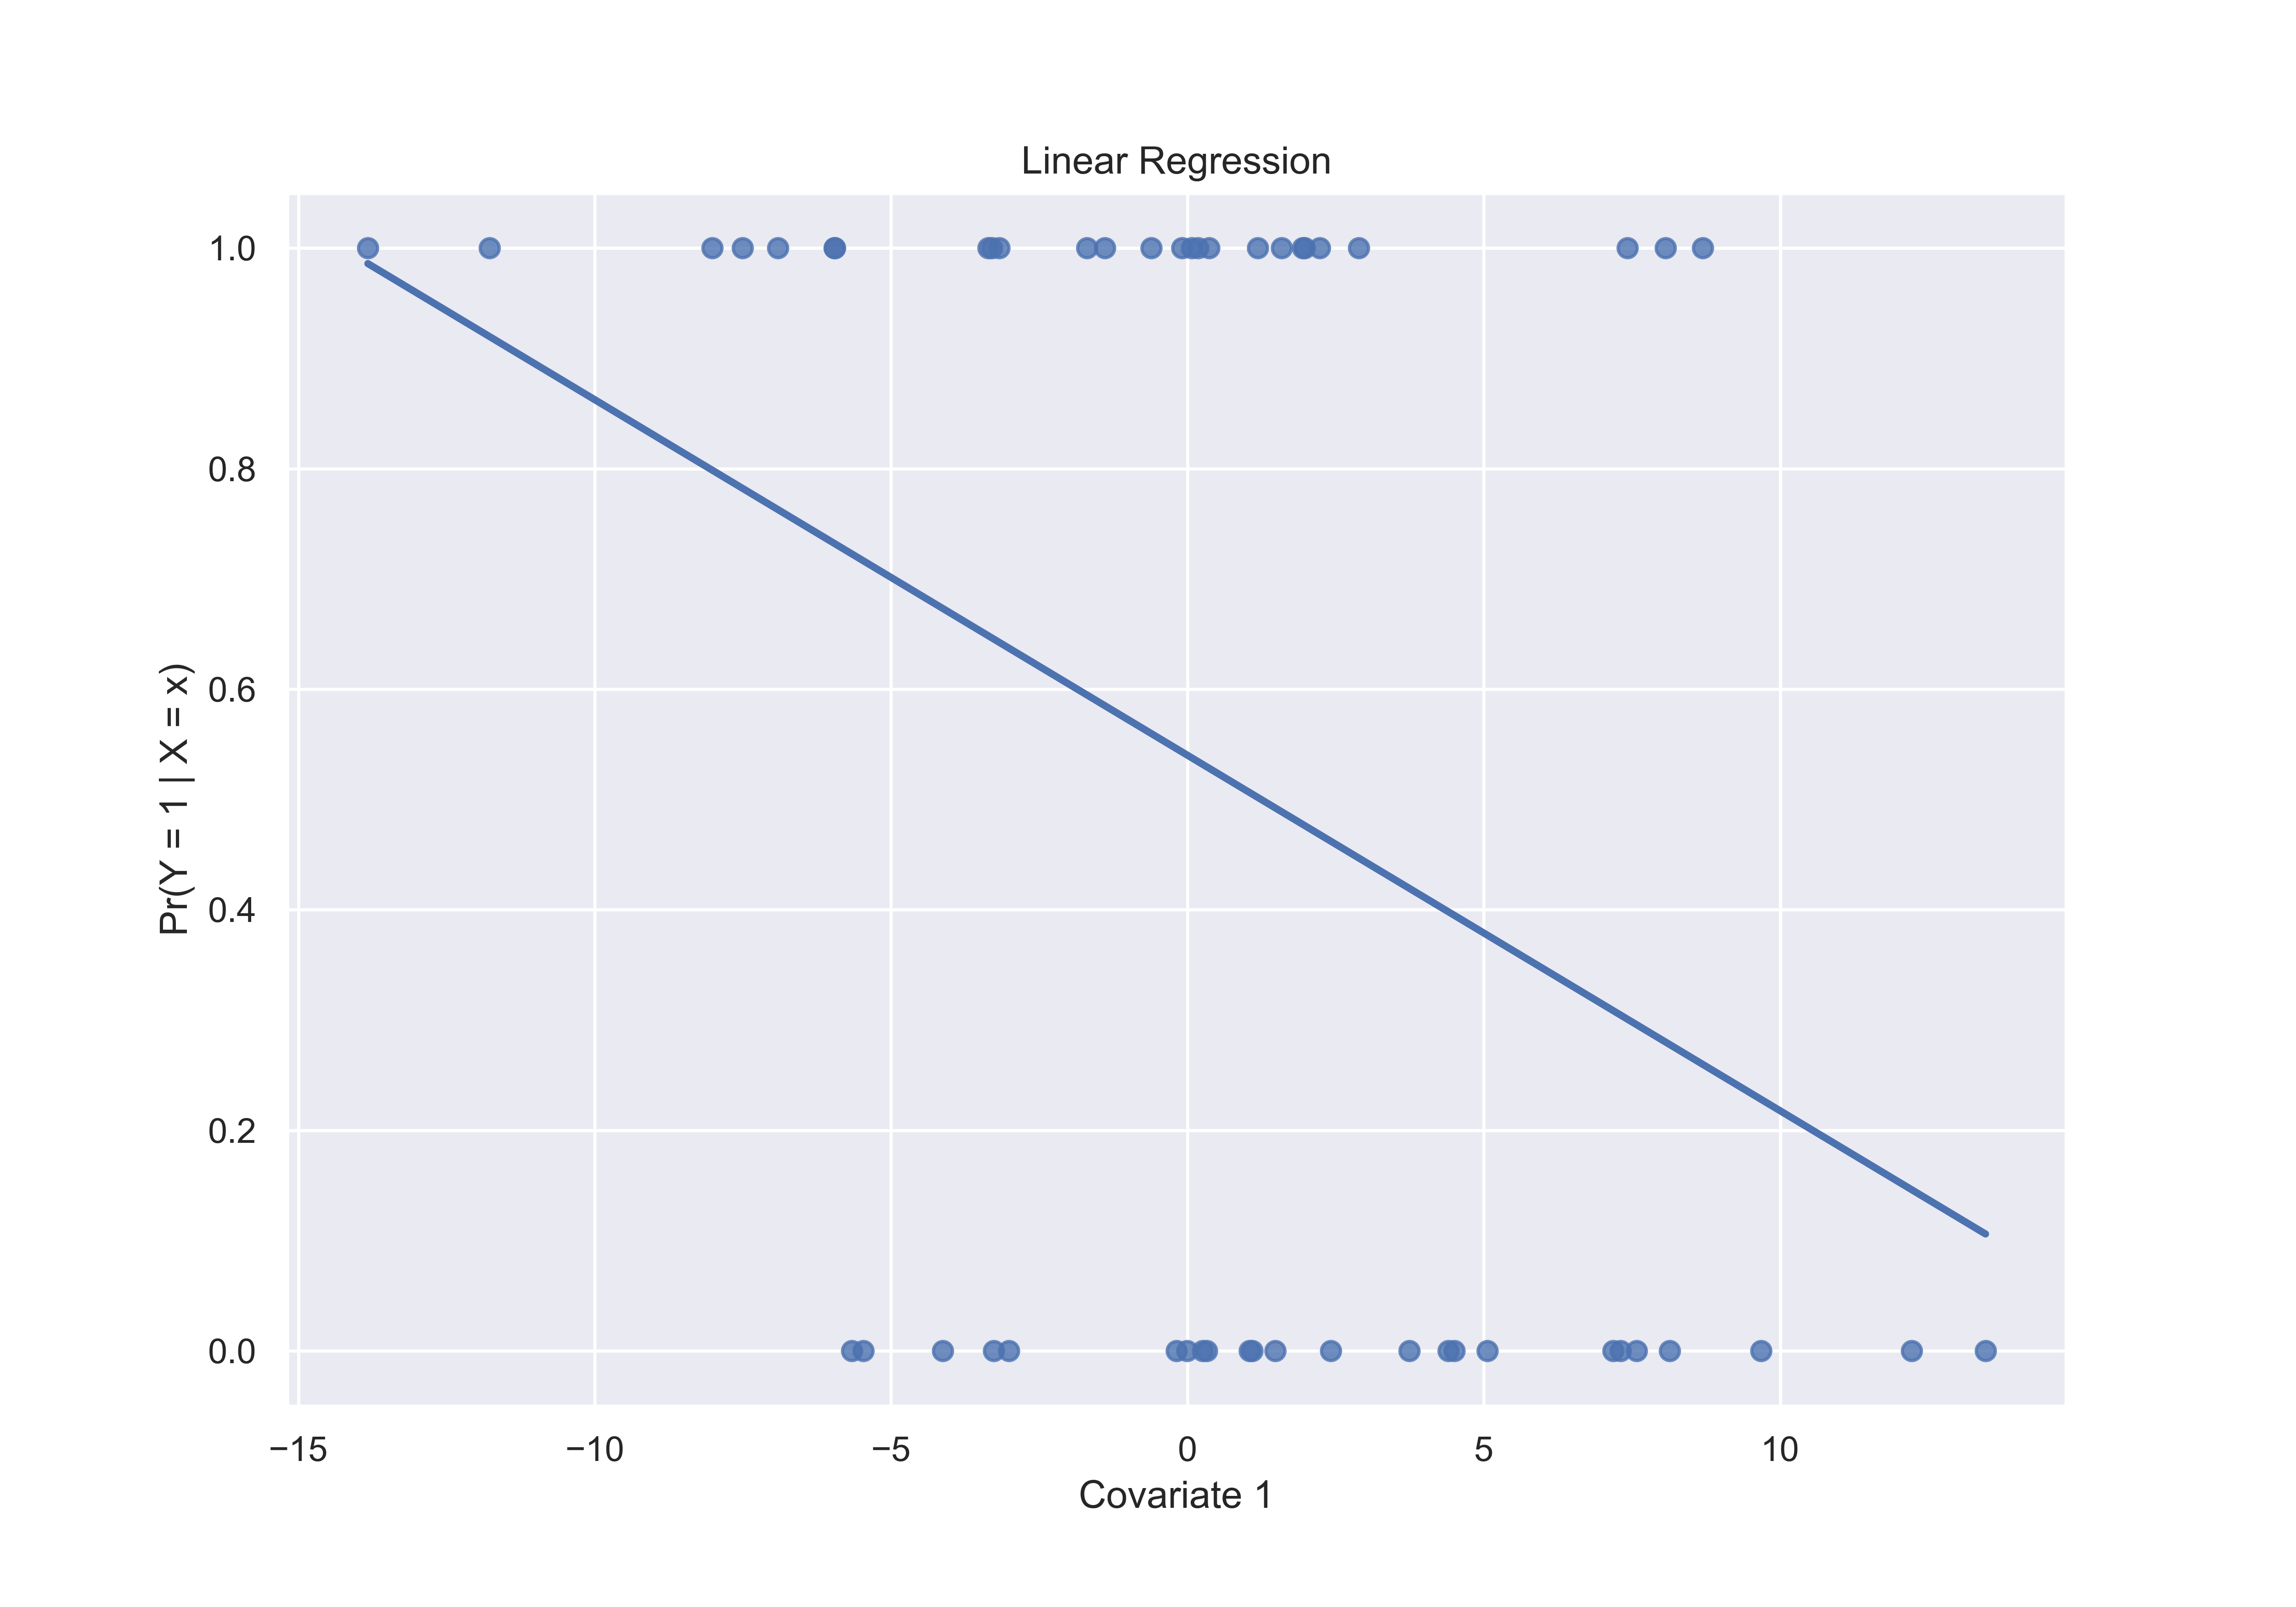 Linear Regression
1.0
0.8
0.6
0.4
0.2
0.0
Pr(Y = 1 | X = x)
−15 −10 −5 0 5 10
Covariate 1